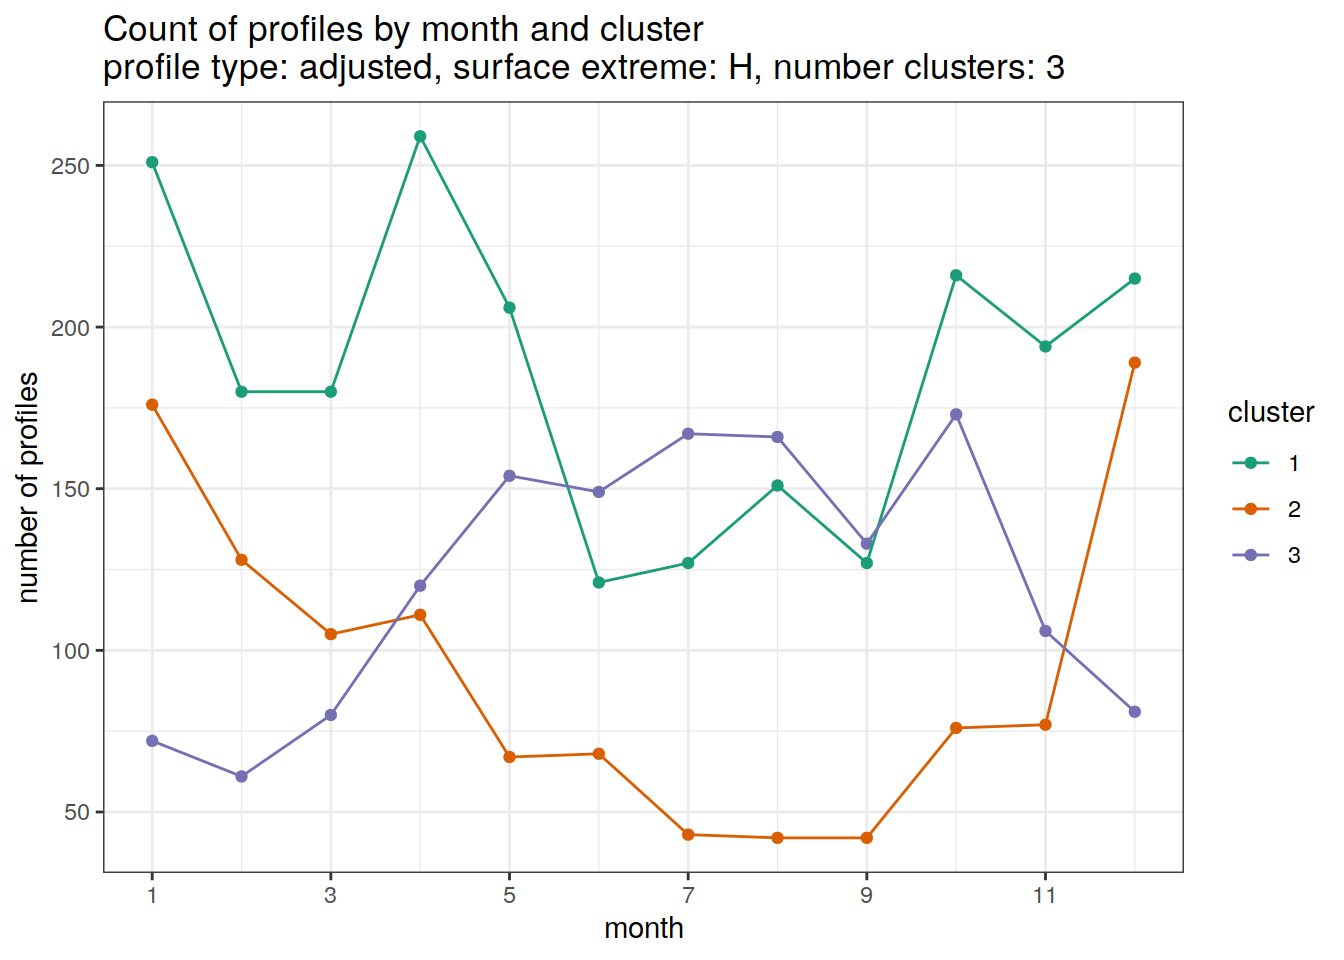 Count of profiles by month and cluster
profile type: adjusted, surface extreme: H, number clusters: 3
250
200
150
100
50
number of profiles
1 3 5 7 9 11
month
cluster
1
2
3